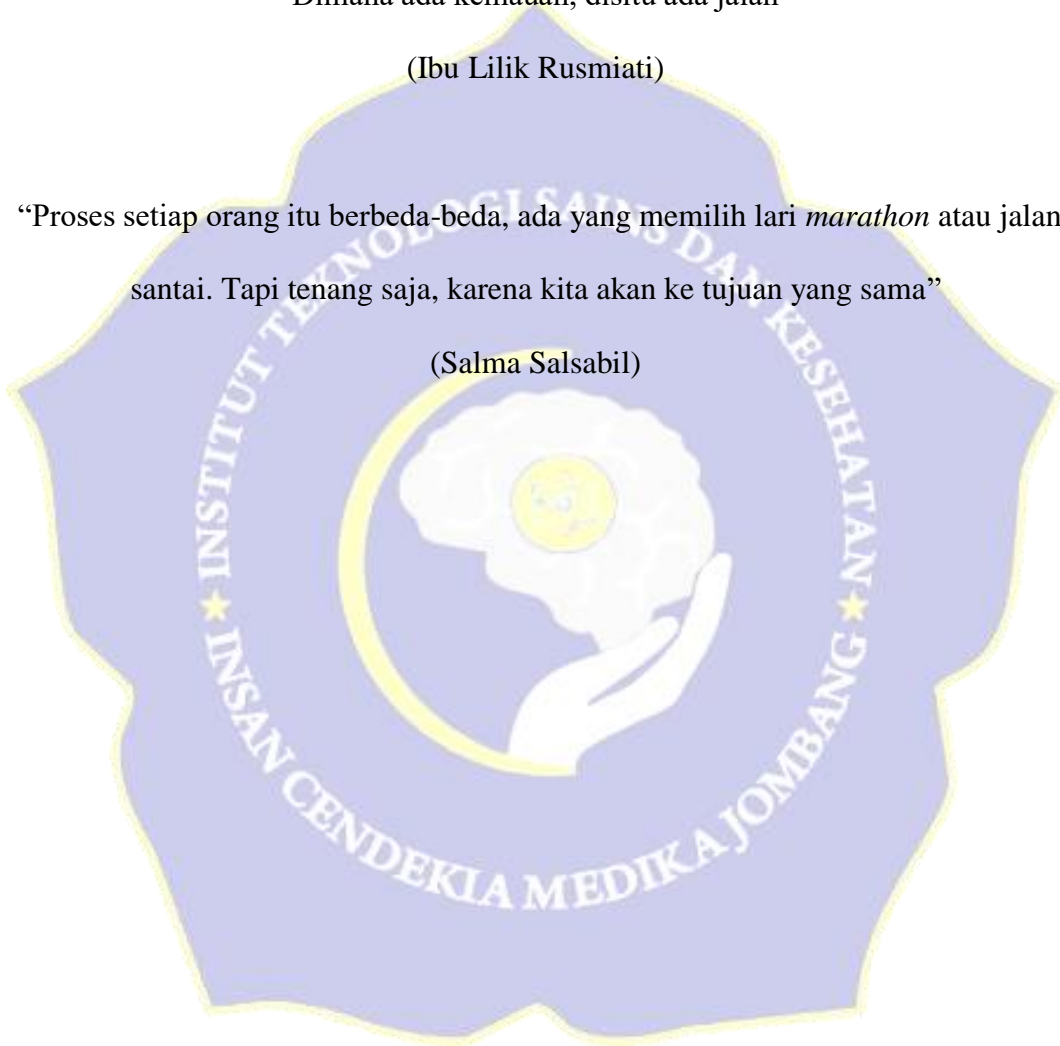 Dimana ada kemauan, disitu ada jalan
(Ibu Lilik Rusmiati)
“Proses setiap orang itu berbeda-beda, ada yang memilih lari marathon atau jalan
santai. Tapi tenang saja, karena kita akan ke tujuan yang sama”
(Salma Salsabil)
INSTITUT TEKNOLOGI SAINS DAN KESEHATAN
INSAN CENDEKIA MEDIKA JOMBANG